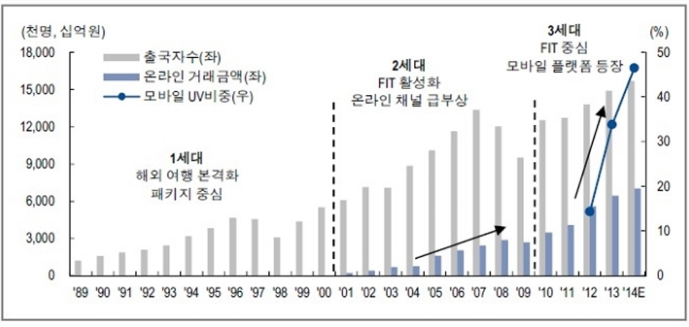 (천명, 십억원)
(%)
18,000
15,000
12,000
9,000
6,000
3,000
0
출국자수(좌)
온라인 거래금액(좌)
모바일 UV비중(우)
1세대
해외 여행 본격화
패키지 중심
2세대
FIT 활성화
온라인 채널 급부상
3세대
FIT 중심
모바일 플랫폼 등장
50
40
30
20
10
0
'89 '90 '91 '92 '93 '94 '95 '96 '97 '98 '99 '00 '01 '02 '03 '04 '05 '06 '07 '08 '09 '10 '11 '12 '13 '14E